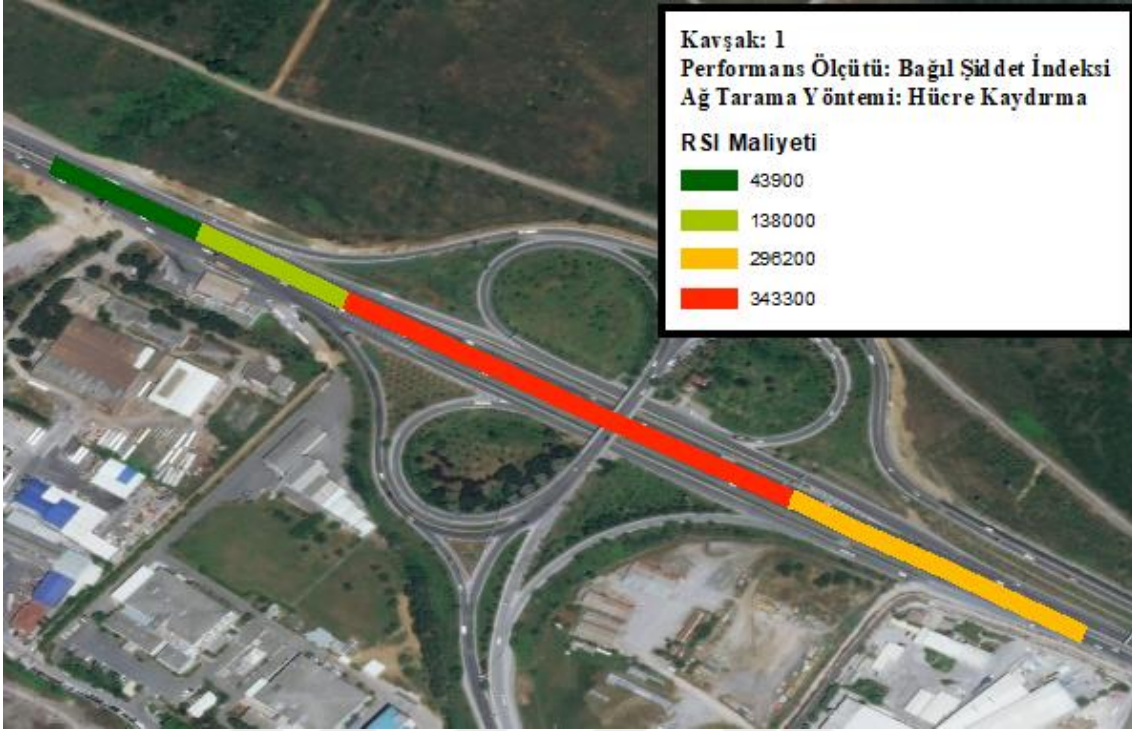 Kavşak: 1
Performans Ölçütü: Bağıl Şiddet İndeksi
Ağ Tarama Yöntemi: Hücre Kaydırma
RSI Maliyeti
43900
138000
296200
343300